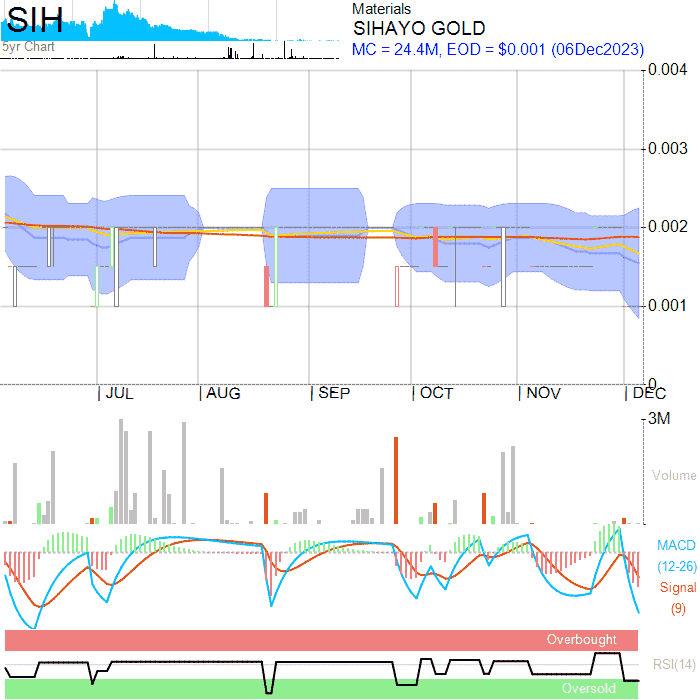 SIH
5yr Chart
Materials
SIHAYO GOLD
MC = 24.4M, EOD = $0.001 (06Dec2023)
0.004
0.003
0.002
0.001
0
JUL AUG SEP OCT NOV DEC
3M
Volume
MACD
(12-26)
Signal
(9)
Overbought
RSI(14)
Oversold